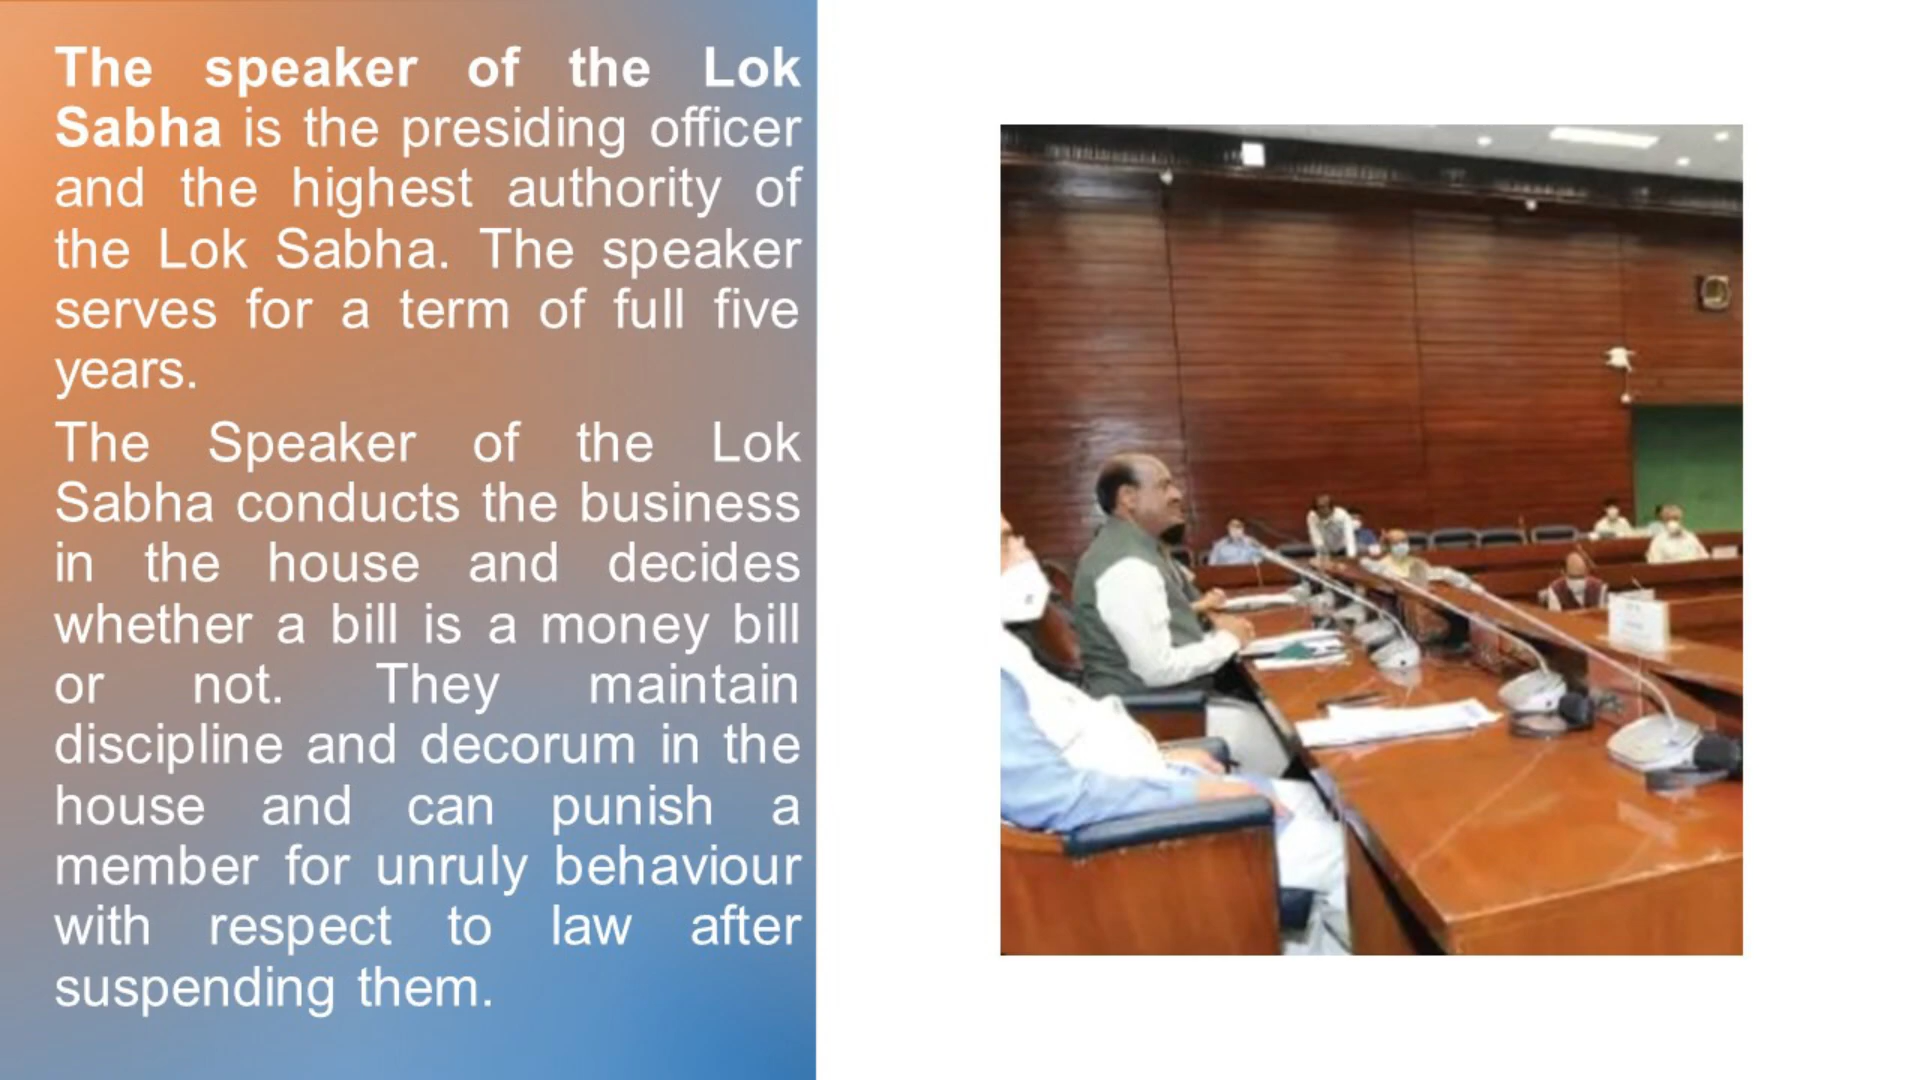 The speaker of the Lok
Sabha is the presiding officer
and the highest authority of
the Lok Sabha. The speaker
serves for a term of full five
years.
The Speaker of the Lok
Sabha conducts the business
in the house and decides
whether a bill is a money bill
or not. They maintain
discipline and decorum in the
house and can punish a
member for unruly behaviour
with respect to law after
suspending them.